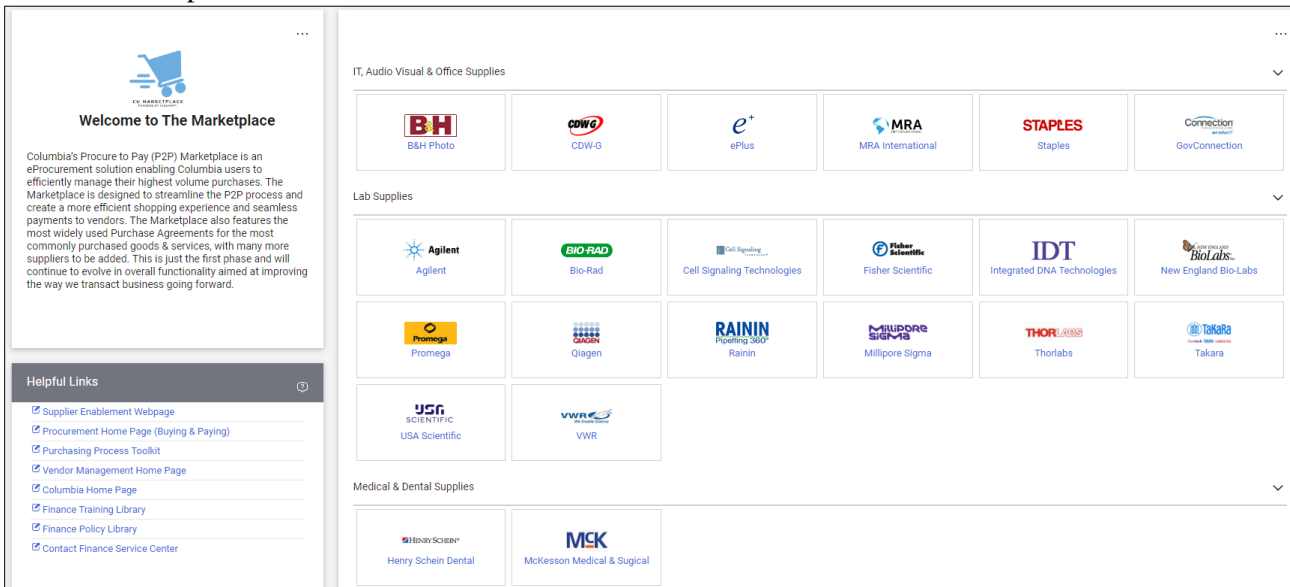 ...
CU MARKETPLACE
Welcome to The Marketplace
Columbia's Procure to Pay (P2P) Marketplace is an
eProcurement solution enabling Columbia users to
efficiently manage their highest volume purchases. The
Marketplace is designed to streamline the P2P process and
create a more efficient shopping experience and seamless
payments to vendors. The Marketplace also features the
most widely used Purchase Agreements for the most
commonly purchased goods & services, with many more
suppliers to be added. This is just the first phase and will
continue to evolve in overall functionality aimed at improving
the way we transact business going forward.
Helpful Links
Supplier Enablement Webpage
Procurement Home Page (Buying & Paying)
Purchasing Process Toolkit
Vendor Management Home Page
Columbia Home Page
Finance Training Library
Finance Policy Library
Contact Finance Service Center
...
IT, Audio Visual & Office Supplies
B&H
B&H Photo
CDWG
CDW-G
e+
ePlus
MRA
MRA International
STAPLES
Staples
Connection
GovConnection
Lab Supplies
Agilent
Agilent
BIO-RAD
Bio-Rad
Cell Signaling
Cell Signaling Technologies
Fisher Scientific
Fisher Scientific
IDT
Integrated DNA Technologies
NEW ENGLAND
BioLabs
New England Bio-Labs
Promega
Promega
QIAGEN
Qiagen
RAININ
Pipetting 360°
Rainin
MILLIPORE
SIGMA
Millipore Sigma
THORLABS
Thorlabs
TaKaRa
Takara
USA
SCIENTIFIC
USA Scientific
VWR
We Enable Science
VWR
Medical & Dental Supplies
HENRY SCHEIN®
Henry Schein Dental
MCK
McKesson Medical & Sugical